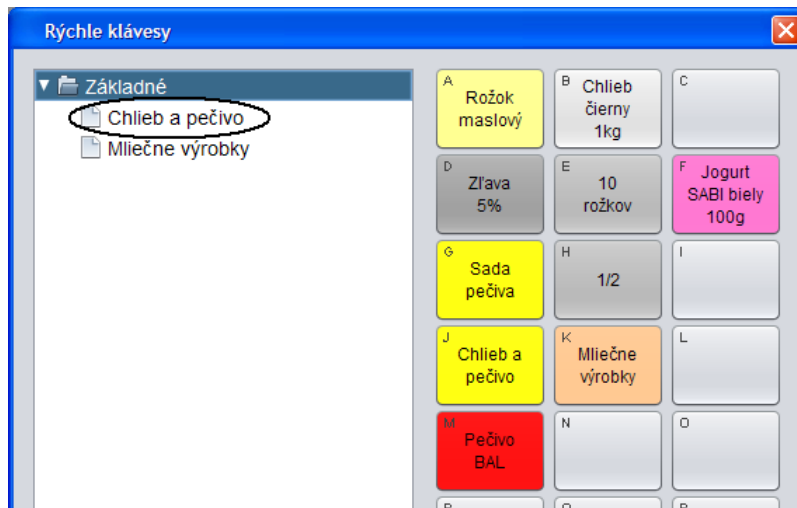 Rýchle klávesy
Základné
Chlieb a pečivo
Mliečne výrobky
A
Rožok
maslový
B
Chlieb
čierny
1kg
C
D
Zľava
5%
E
10
rožkov
F
Jogurt
SABI biely
100g
G
Sada
pečiva
H
1/2
I
J
Chlieb a
pečivo
K
Mliečne
výrobky
L
M
Pečivo
BAL
N
O